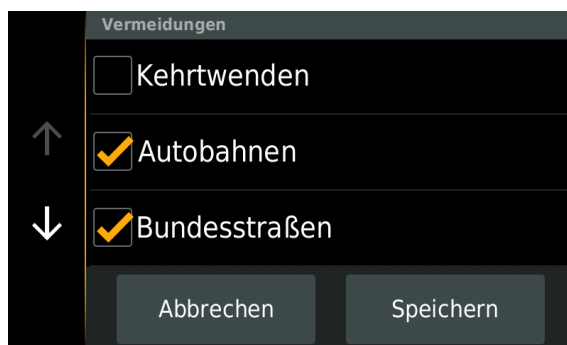 Vermeidungen
Kehrtwenden
Autobahnen
Bundesstraßen
Abbrechen
Speichern